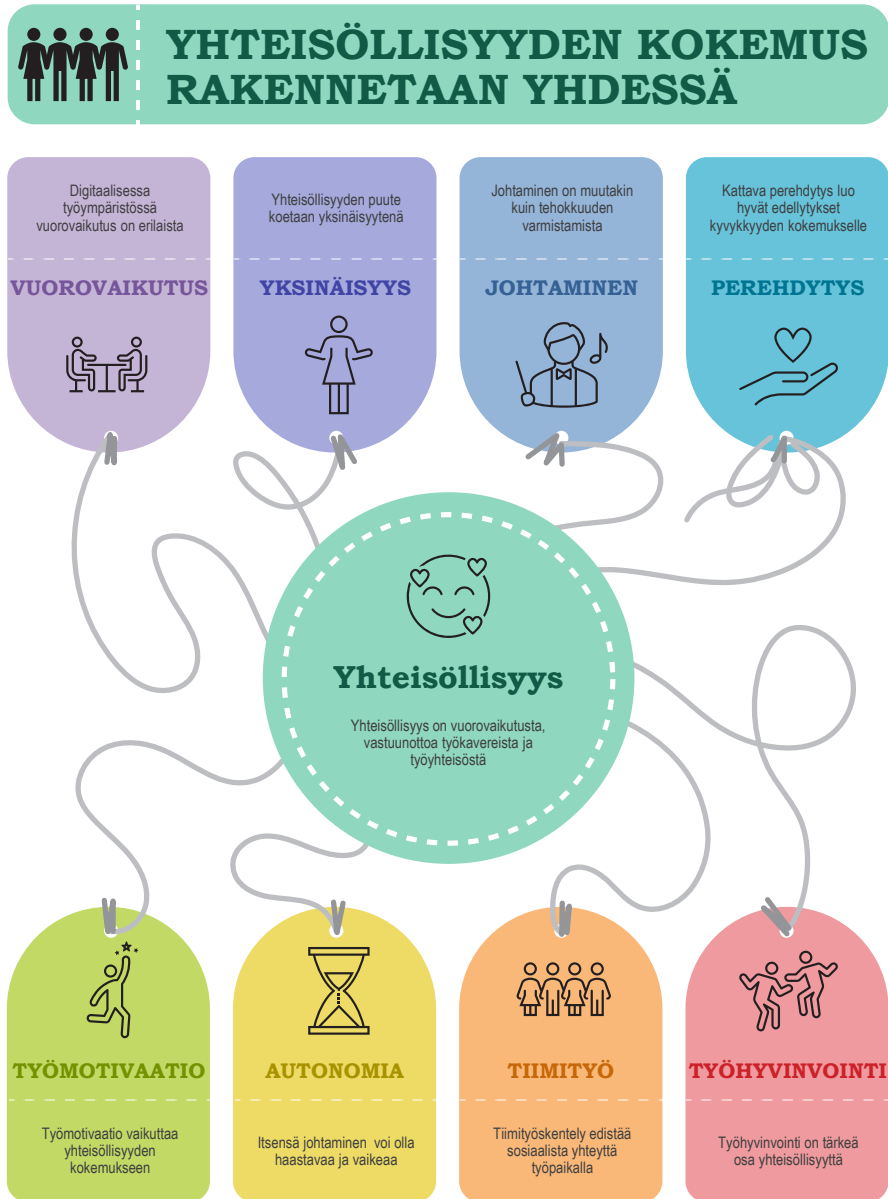 YHTEISÖLLISYYDEN KOKEMUS
RAKENNETAAN YHDESSÄ
Digitaalisessa
työympäristössä
vuorovaikutus on erilaista
VUOROVAIKUTUS
Yhteisöllisyyden puute
koetaan yksinäisyytenä
YKSINÄISYYS
Johtaminen on muutakin
kuin tehokkuuden
varmistamista
JOHTAMINEN
Kattava perehdytys luo
hyvät edellytykset
kyvykkyyden kokemukselle
PEREHDYTYS
Yhteisöllisyys
Yhteisöllisyys on vuorovaikutusta,
vastuunottoa työkavereista ja
työyhteisöstä
TYÖMOTIVAATIO
Työmotivaatio vaikuttaa
yhteisöllisyyden
kokemukseen
AUTONOMIA
Itsensä johtaminen voi olla
haastavaa ja vaikeaa
TIIMITYÖ
Tiimityöskentely edistää
sosiaalista yhteyttä
työpaikalla
TYÖHYVINVOINTI
Työhyvinvointi on tärkeä
osa yhteisöllisyyttä